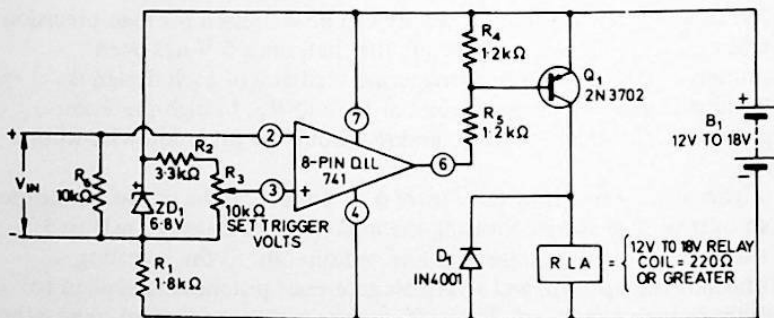 R4
1·2kΩ
Q1
2N3702
+
7
R5
1·2kΩ
B1
12V TO 18V
+
2
−
R2
3·3kΩ
8-PIN D.I.L
741
6
VIN
R6
10kΩ
R3
3
+
+
10kΩ
4
ZD1
6·8V
SET TRIGGER
VOLTS
−
−
D1
1N4001
RLA
=
12V TO 18V RELAY
COIL = 220Ω
OR GREATER
R1
1·8kΩ